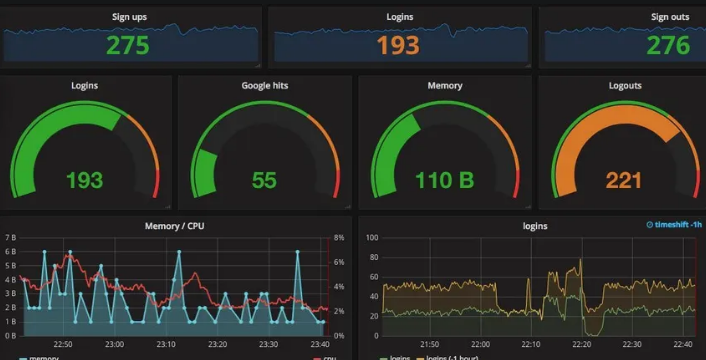 Sign ups
Logins
Sign outs
275
193
276
Logins
Google hits
Memory
Logouts
193
55
110 B
221
Memory / CPU
7 B
6 B
5 B
4 B
3 B
2 B
1 B
0 B
8%
6%
4%
2%
0%
22:50
23:00
23:10
23:20
23:30
23:40
memory
cpu
logins
timeshift -1h
100
80
60
40
20
0
21:50
22:00
22:10
22:20
22:30
22:40
logins
logins (-1 hour)